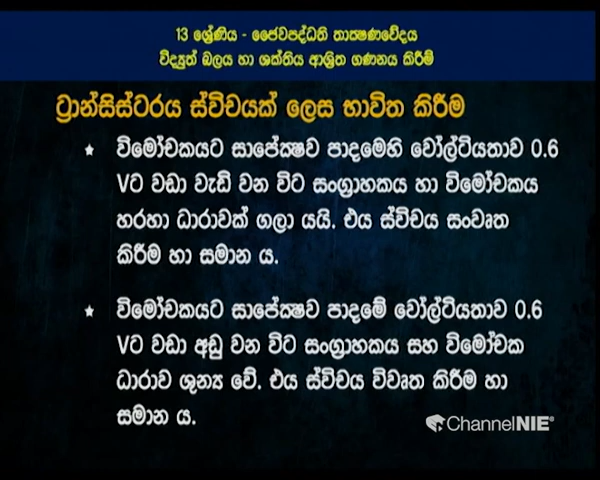 13 ශ්‍රේණිය - ජෛවපද්ධති තාක්ෂණවේදය
විද්‍යුත් බලය හා ශක්තිය ආශ්‍රිත ගණනය කිරීම්
ට්‍රාන්සිස්ටරය ස්විචයක් ලෙස භාවිත කිරීම
★ විමෝචකයට සාපේක්‍ෂව පාදමෙහි වෝල්ටියතාව 0.6
Vට වඩා වැඩි වන විට සංග්‍රාහකය හා විමෝචකය
හරහා ධාරාවක් ගලා යයි. එය ස්විචය සංවෘත
කිරීම හා සමාන ය.
★ විමෝචකයට සාපේක්‍ෂව පාදමේ වෝල්ටියතාව 0.6
Vට වඩා අඩු වන විට සංග්‍රාහකය සහ විමෝචක
ධාරාව ශුන්‍ය වේ. එය ස්විචය විවෘත කිරීම හා
සමාන ය.
ChannelNIE®